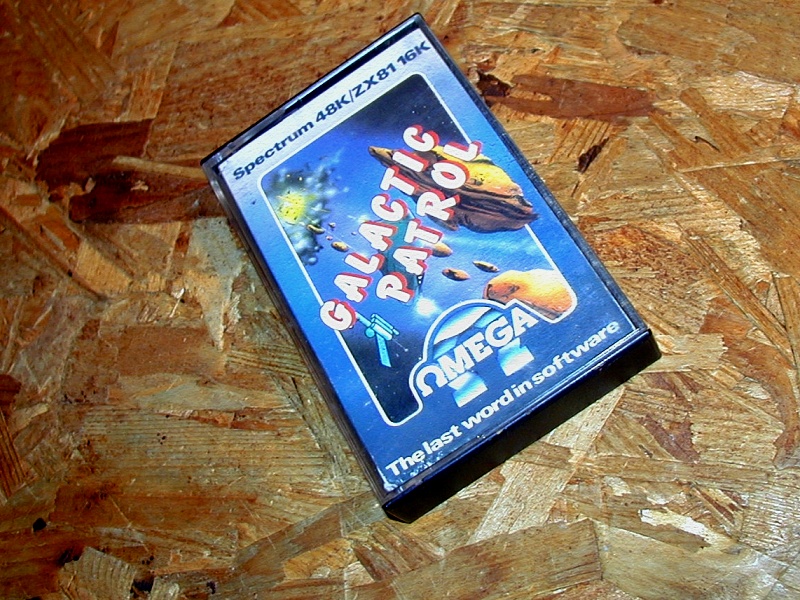 Spectrum 48K/ZX81 16K
GALACTIC
PATROL
ΩMEGA
The last word in software